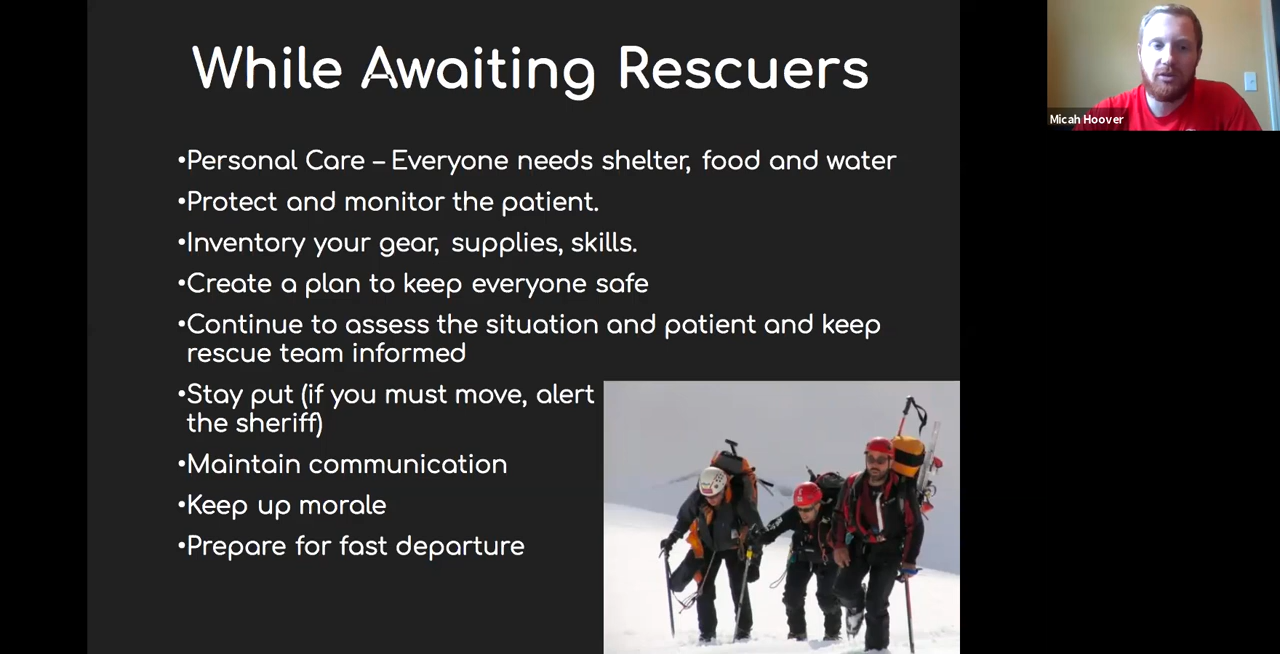 While Awaiting Rescuers
•Personal Care – Everyone needs shelter, food and water
•Protect and monitor the patient.
•Inventory your gear, supplies, skills.
•Create a plan to keep everyone safe
•Continue to assess the situation and patient and keep
rescue team informed
•Stay put (if you must move, alert
the sheriff)
•Maintain communication
•Keep up morale
•Prepare for fast departure
Micah Hoover